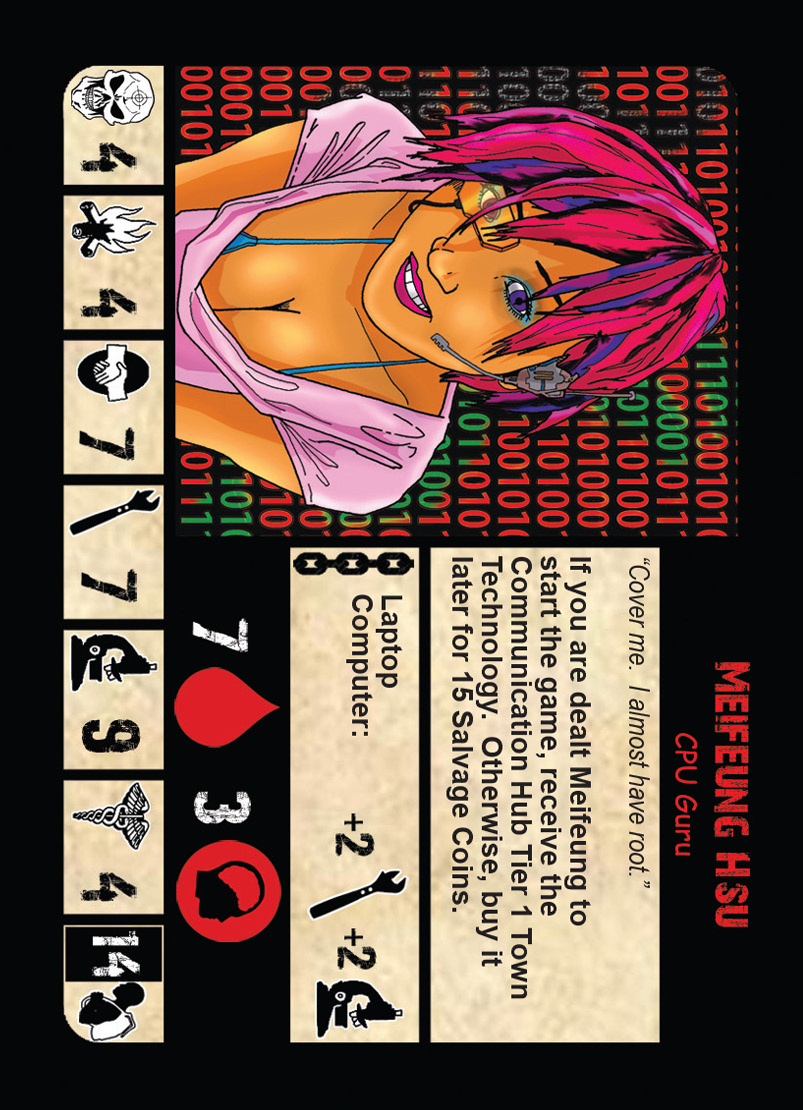 MEIFEUNG HSU
CPU Guru
"Cover me.  I almost have root."
If you are dealt Meifeung to
start the game, receive the
Communication Hub Tier 1 Town
Technology.  Otherwise, buy it
later for 15 Salvage Coins.
Laptop
Computer: +2 +2
7 3
4 4 7 7 9 4 14